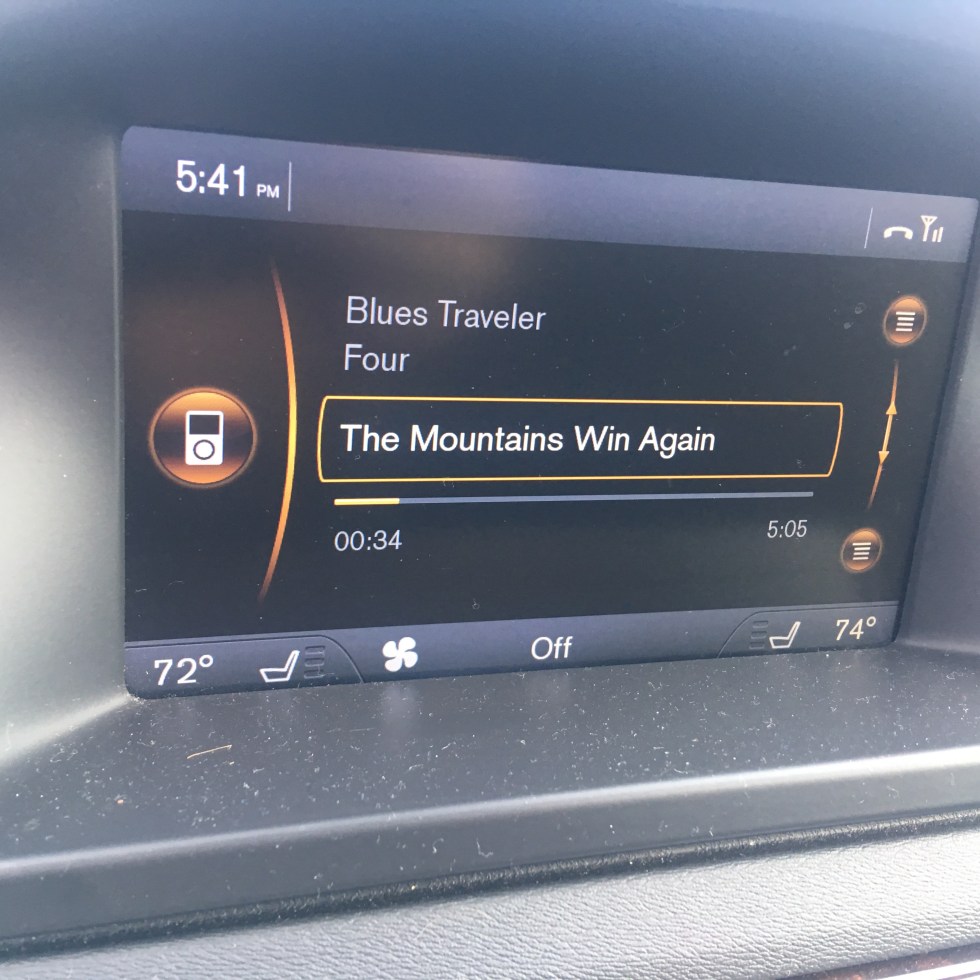 5:41 PM
Blues Traveler
Four
The Mountains Win Again
00:34 5:05
72° Off 74°